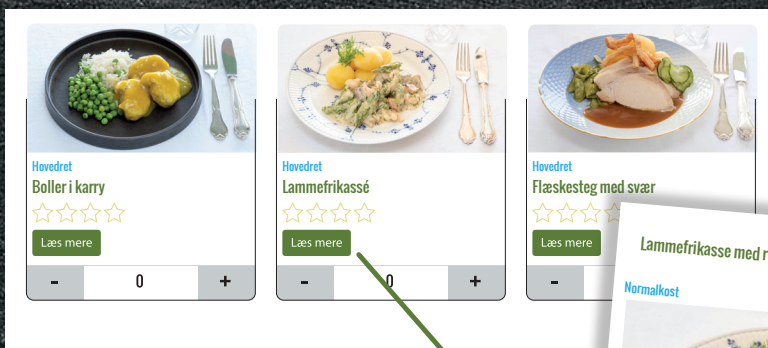 Hovedret
Boller i karry
Læs mere
- 0 +
Hovedret
Lammefrikassé
Læs mere
- 0 +
Hovedret
Flæskesteg med svær
Læs mere
-
Lammefrikasse med
Normalkost